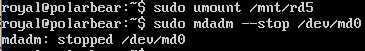 royal@polarbear:~$ sudo umount /mnt/rd5
royal@polarbear:~$ sudo mdadm --stop /dev/md0
mdadm: stopped /dev/md0